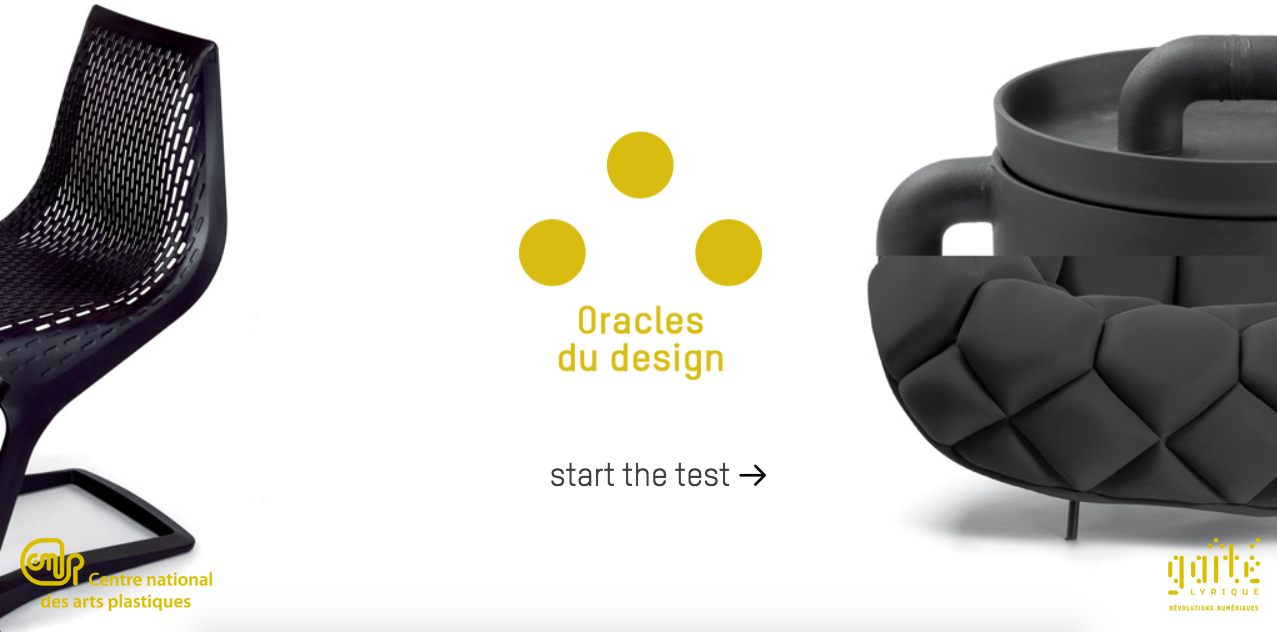 Oracles
du design
start the test →
cnap Centre national
des arts plastiques
gaîté
LYRIQUE
RÉVOLUTIONS NUMÉRIQUES